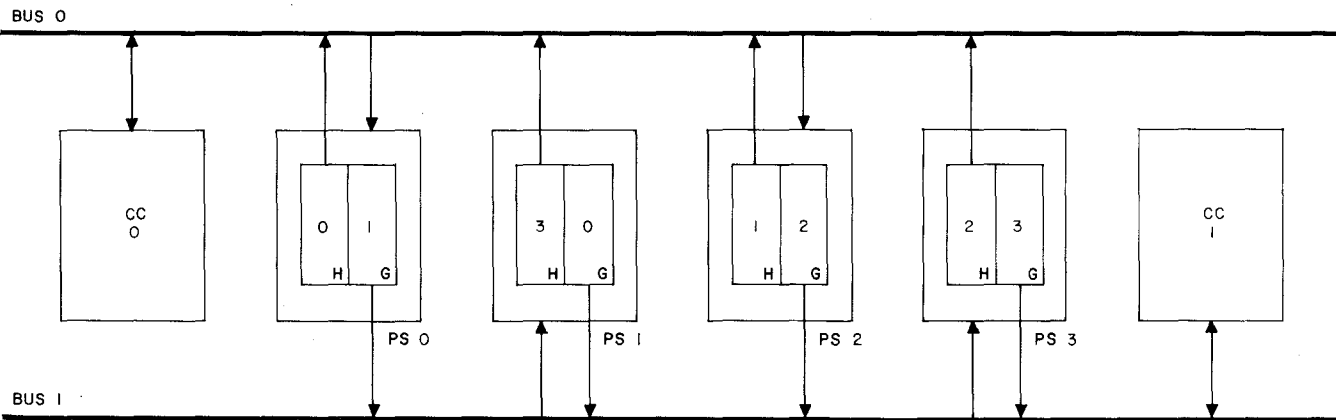 BUS 0
CC
0
0 1
H G
PS 0
3 0
H G
PS 1
1 2
H G
PS 2
2 3
H G
PS 3
CC
1
BUS 1